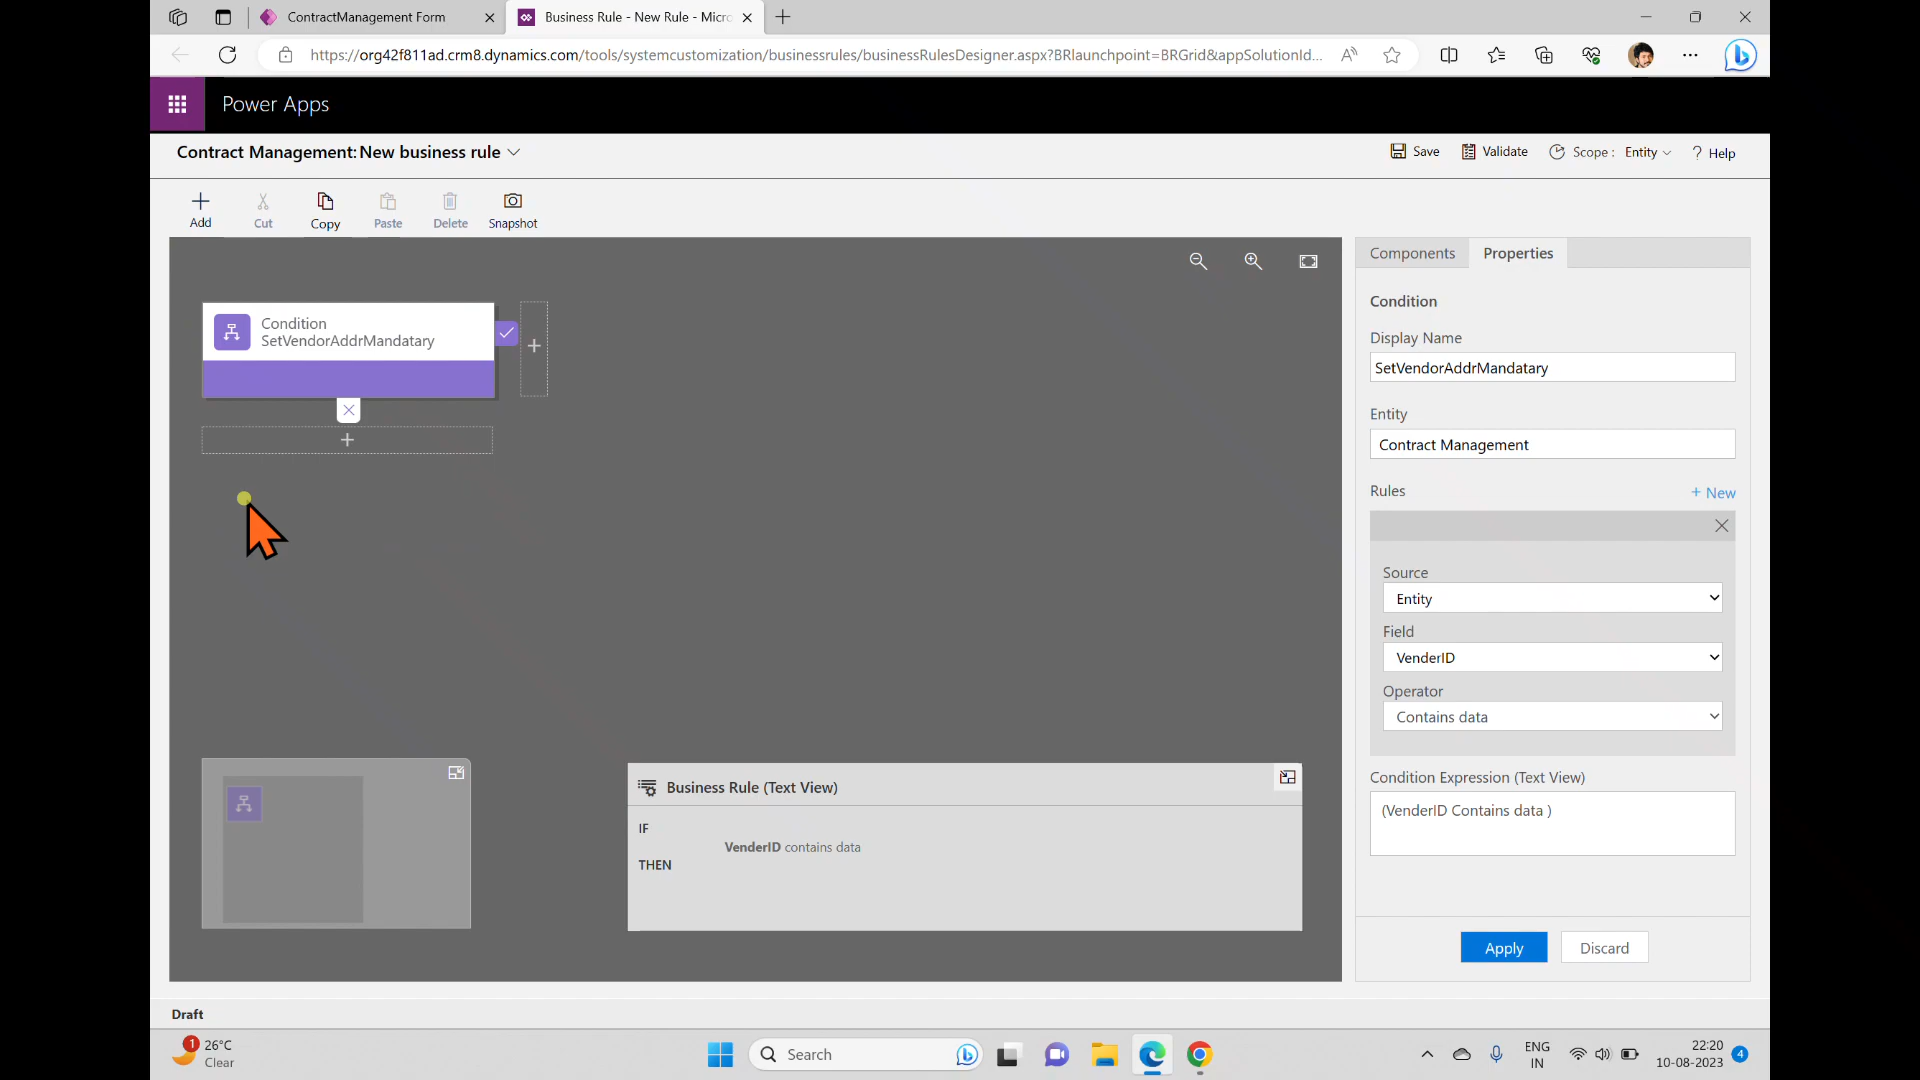 ContractManagement Form
Business Rule - New Rule - Micro
https://org42f811ad.crm8.dynamics.com/tools/systemcustomization/businessrules/businessRulesDesigner.aspx?BRlaunchpoint=BRGrid&appSolutionId...
Power Apps
Contract Management: New business rule
Save
Validate
Scope :
Entity
? Help
Add
Cut
Copy
Paste
Delete
Snapshot
Condition
SetVendorAddrMandatary
Components
Properties
Condition
Display Name
SetVendorAddrMandatary
Entity
Contract Management
Rules
+ New
Source
Entity
Field
VenderID
Operator
Contains data
Condition Expression (Text View)
(VenderID Contains data )
Apply
Discard
Business Rule (Text View)
IF
VenderID contains data
THEN
Draft
1
26°C
Clear
Search
ENG
IN
22:20
10-08-2023
4